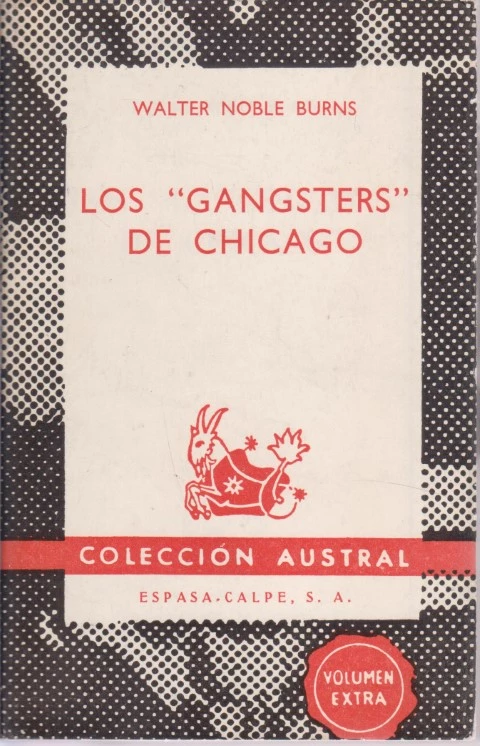 WALTER NOBLE BURNS
LOS "GANGSTERS"
DE CHICAGO
COLECCIÓN AUSTRAL
ESPASA-CALPE, S. A.
VOLUMEN
EXTRA